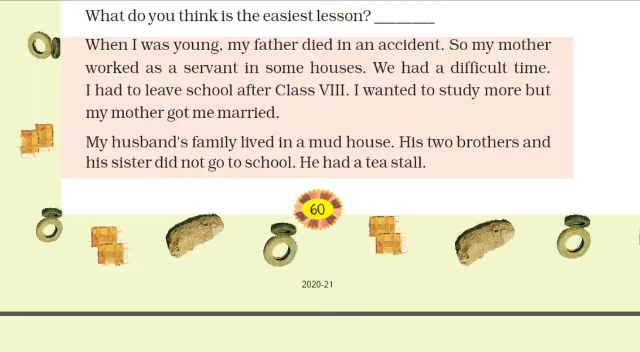 What do you think is the easiest lesson? ________
When I was young, my father died in an accident. So my mother
worked as a servant in some houses. We had a difficult time.
I had to leave school after Class VIII. I wanted to study more but
my mother got me married.
My husband's family lived in a mud house. His two brothers and
his sister did not go to school. He had a tea stall.
60
2020-21